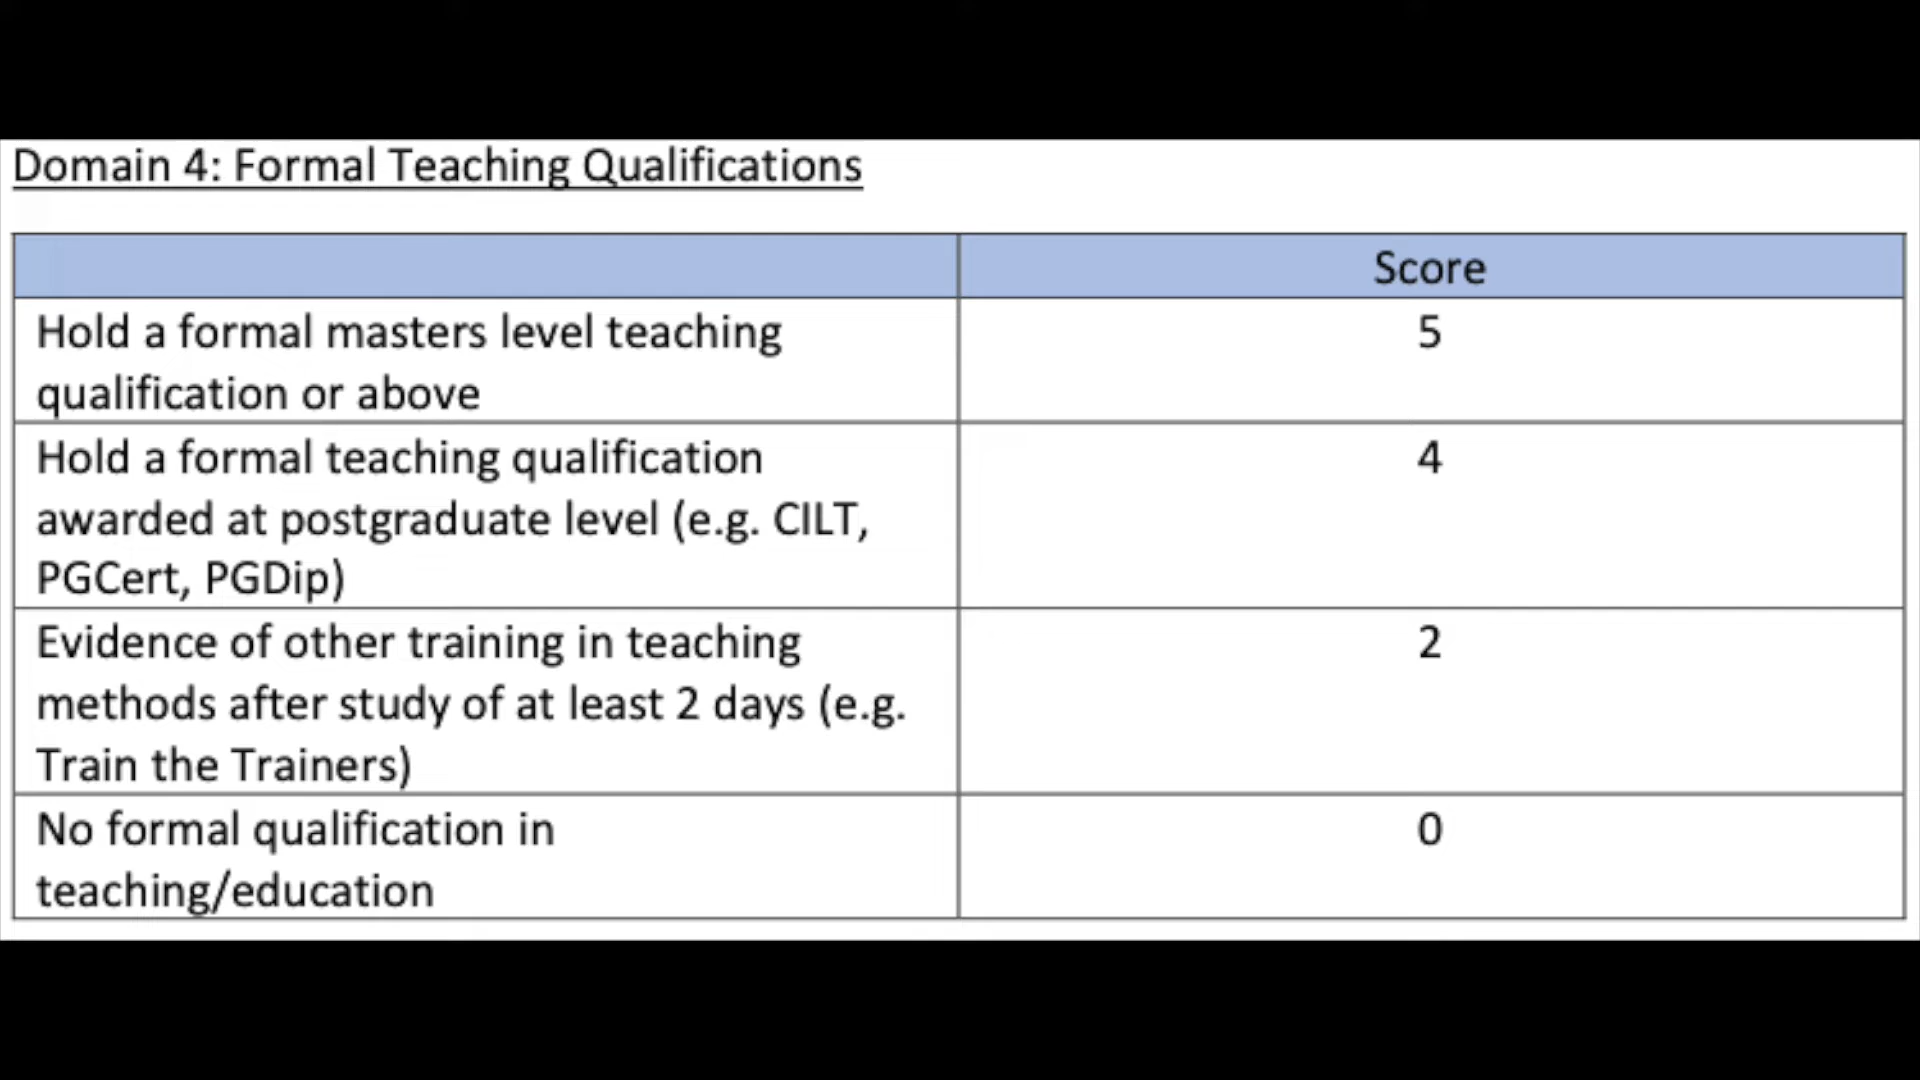 Domain 4: Formal Teaching Qualifications
Score
Hold a formal masters level teaching
qualification or above
5
Hold a formal teaching qualification
awarded at postgraduate level (e.g. CILT,
PGCert, PGDip)
4
Evidence of other training in teaching
methods after study of at least 2 days (e.g.
Train the Trainers)
2
No formal qualification in
teaching/education
0